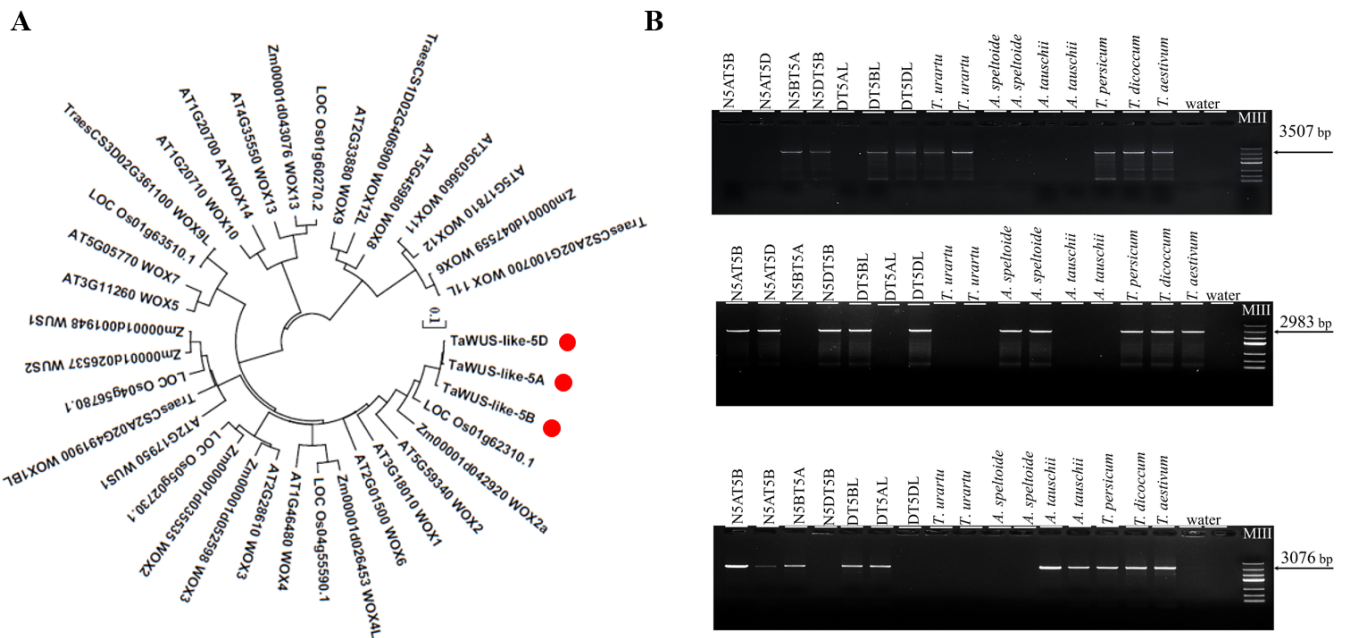 A
TraesCS1D02G406900 WOX12L
AT2G33880 WOX9
LOC Os01g60270.2
Zm00001d043076 WOX13
AT4G35550 WOX13
AT1G20700 ATWOX14
AT1G20710 WOX10
TraesCS3D02G361100 WOX9L
LOC Os01g63510.1
AT5G05770 WOX7
AT3G11260 WOX5
Zm00001d001948 WUS1
Zm00001d026537 WUS2
LOC Os04g56780.1
TraesCS2A02G491900 WOX1BL
AT2G17950 WUS1
LOC Os05g02730.1
Zm00001d035535 WOX2
Zm00001d052598 WOX3
AT2G28610 WOX3
AT1G46480 WOX4
LOC Os04g55590.1
Zm00001d026453 WOX4L
AT2G01500 WOX6
AT3G18010 WOX1
AT5G59340 WOX2
Zm00001d042920 WOX2a
LOC Os01g62310.1
TaWUS-like-5B
TaWUS-like-5A
TaWUS-like-5D
0.1
TraesCS2A02G100700 WOX 11L
Zm00001d047559 WOX6
AT5G17810 WOX12
AT3G03660 WOX11
AT5G45980 WOX8
B
N5AT5B
N5AT5D
N5BT5A
N5DT5B
DT5AL
DT5BL
DT5DL
T. urartu
T. urartu
A. speltoide
A. speltoide
A. tauschii
A. tauschii
T. persicum
T. dicoccum
T. aestivum
water
MIII
3507 bp
N5AT5B
N5AT5D
N5BT5A
N5DT5B
DT5BL
DT5AL
DT5DL
T. urartu
T. urartu
A. speltoide
A. speltoide
A. tauschii
A. tauschii
T. persicum
T. dicoccum
T. aestivum
water
MIII
2983 bp
N5AT5B
N5AT5B
N5BT5A
N5DT5B
DT5BL
DT5AL
DT5DL
T. urartu
T. urartu
A. speltoide
A. speltoide
A. tauschii
A. tauschii
T. persicum
T. dicoccum
T. aestivum
water
MIII
3076 bp